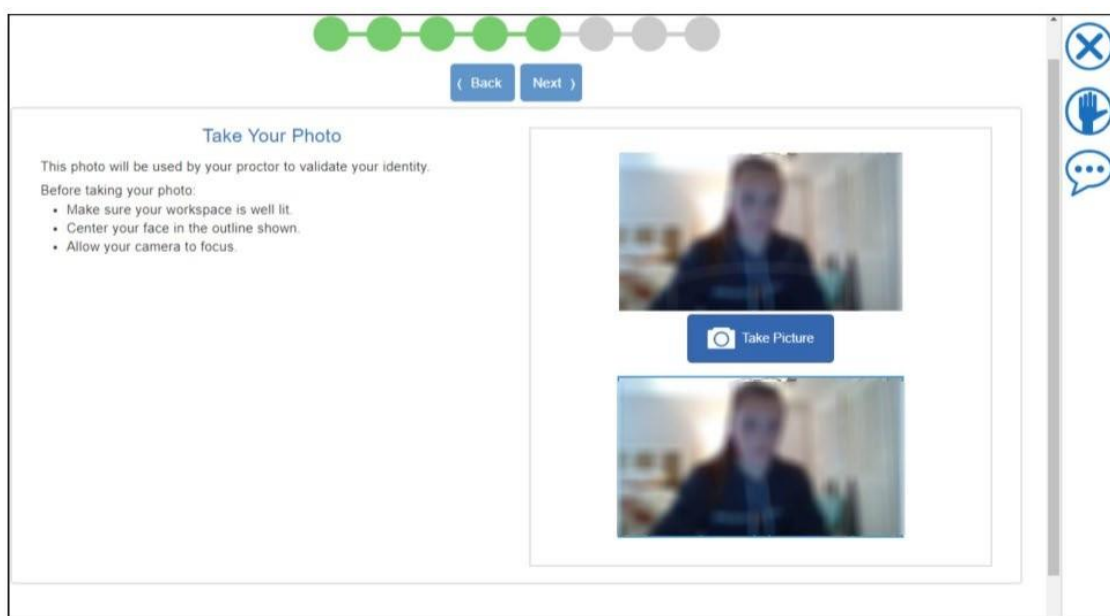 ( Back
Next )
Take Your Photo
This photo will be used by your proctor to validate your identity.
Before taking your photo:
• Make sure your workspace is well lit.
• Center your face in the outline shown.
• Allow your camera to focus.
Take Picture